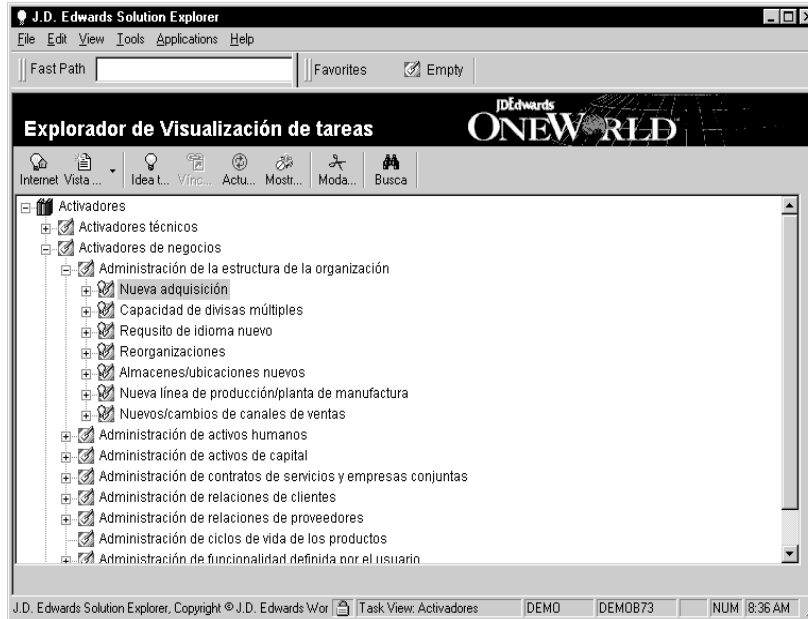 J.D. Edwards Solution Explorer
File Edit View Tools Applications Help
Fast Path Favorites Empty
Explorador de Visualización de tareas JDEdwards ONEWORLD
Internet Vista ... Idea t... Vínc... Actu... Mostr... Moda... Busca
Activadores
Activadores técnicos
Activadores de negocios
Administración de la estructura de la organización
Nueva adquisición
Capacidad de divisas múltiples
Requsito de idioma nuevo
Reorganizaciones
Almacenes/ubicaciones nuevos
Nueva línea de producción/planta de manufactura
Nuevos/cambios de canales de ventas
Administración de activos humanos
Administración de activos de capital
Administración de contratos de servicios y empresas conjuntas
Administración de relaciones de clientes
Administración de relaciones de proveedores
Administración de ciclos de vida de los productos
Administración de funcionalidad definida por el usuario
J.D. Edwards Solution Explorer, Copyright © J.D. Edwards Wor Task View: Activadores DEMO DEMOB73 NUM 8:36 AM